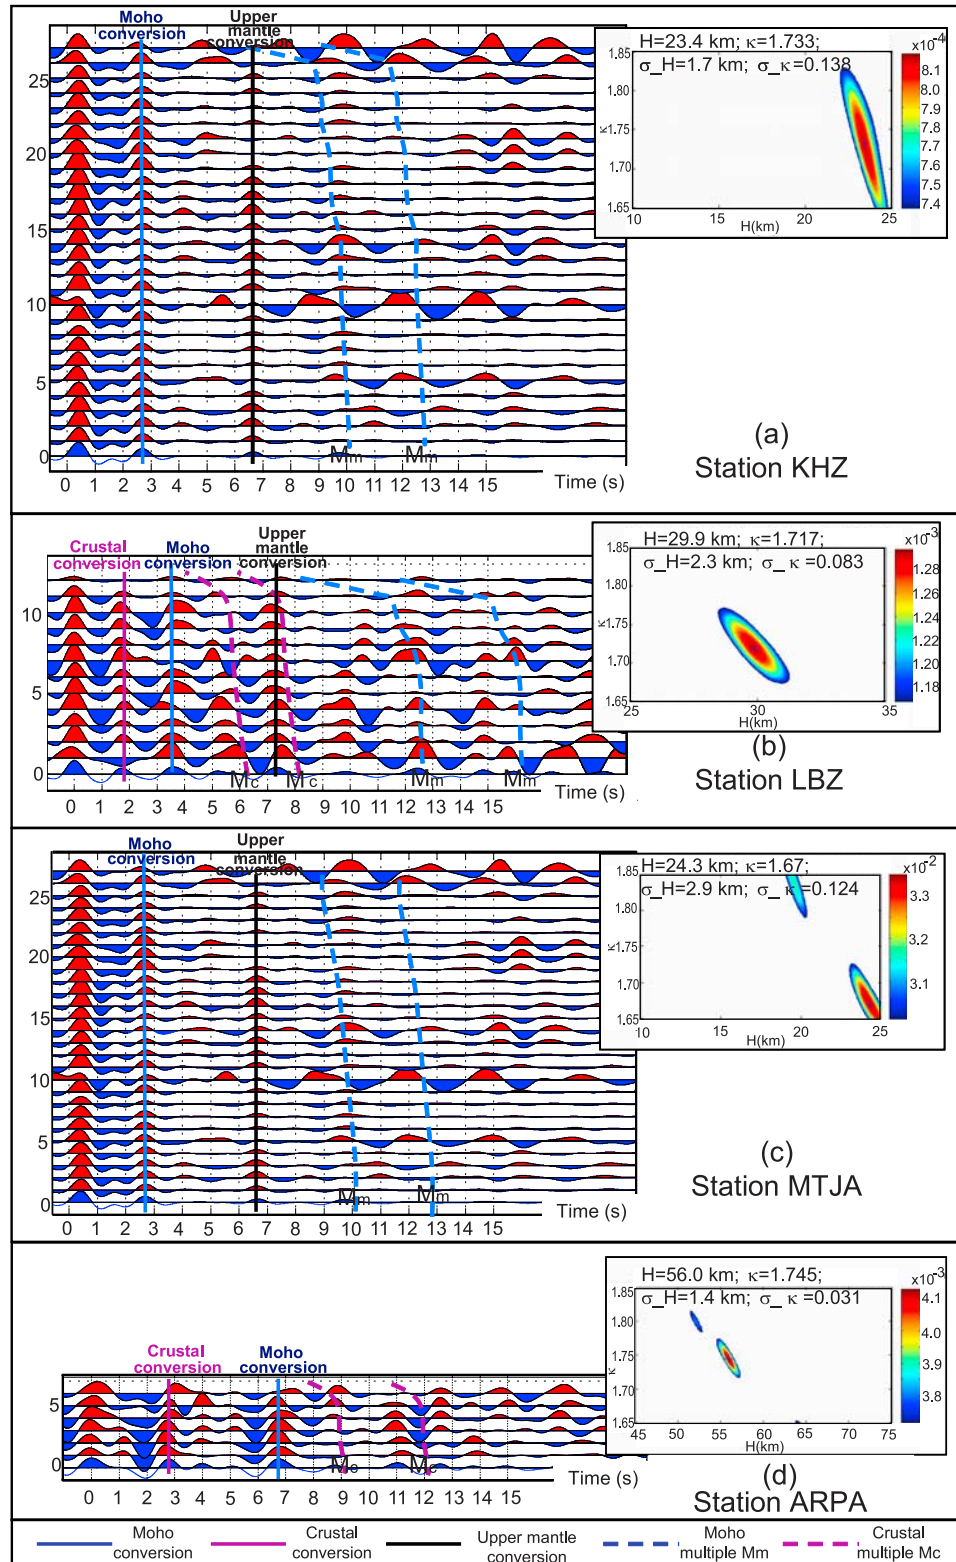 Moho
conversion
Upper
mantle
conversion
25
20
15
10
5
0
Mm
Mm
0 1 2 3 4 5 6 7 8 9 10 11 12 13 14 15
Time (s)
H=23.4 km; κ=1.733;
σ_H=1.7 km; σ_κ=0.138
1.85
1.80
1.75
1.70
1.65
κ
10 15 20 25
H(km)
x10-4
8.1
8.0
7.9
7.8
7.7
7.6
7.5
7.4
(a)
Station KHZ
Crustal
conversion
Moho
conversion
Upper
mantle
conversion
10
5
0
Mc
Mc
Mm
Mm
0 1 2 3 4 5 6 7 8 9 10 11 12 13 14 15
Time (s)
H=29.9 km; κ=1.717;
σ_H=2.3 km; σ_κ=0.083
1.85
1.80
1.75
1.70
1.65
κ
25 30 35
H(km)
x10-3
1.28
1.26
1.24
1.22
1.20
1.18
(b)
Station LBZ
Moho
conversion
Upper
mantle
conversion
25
20
15
10
5
0
Mm
Mm
0 1 2 3 4 5 6 7 8 9 10 11 12 13 14 15
Time (s)
H=24.3 km; κ=1.67;
σ_H=2.9 km; σ_κ=0.124
1.85
1.80
1.75
1.70
1.65
κ
10 15 20 25
H(km)
x10-2
3.3
3.2
3.1
(c)
Station MTJA
Crustal
conversion
Moho
conversion
5
0
Mc
Mc
0 1 2 3 4 5 6 7 8 9 10 11 12 13 14 15
Time (s)
H=56.0 km; κ=1.745;
σ_H=1.4 km; σ_κ=0.031
1.85
1.80
1.75
1.70
1.65
κ
45 50 55 60 65 70 75
H(km)
x10-3
4.1
4.0
3.9
3.8
(d)
Station ARPA
Moho
conversion
Crustal
conversion
Upper mantle
conversion
Moho
multiple Mm
Crustal
multiple Mc